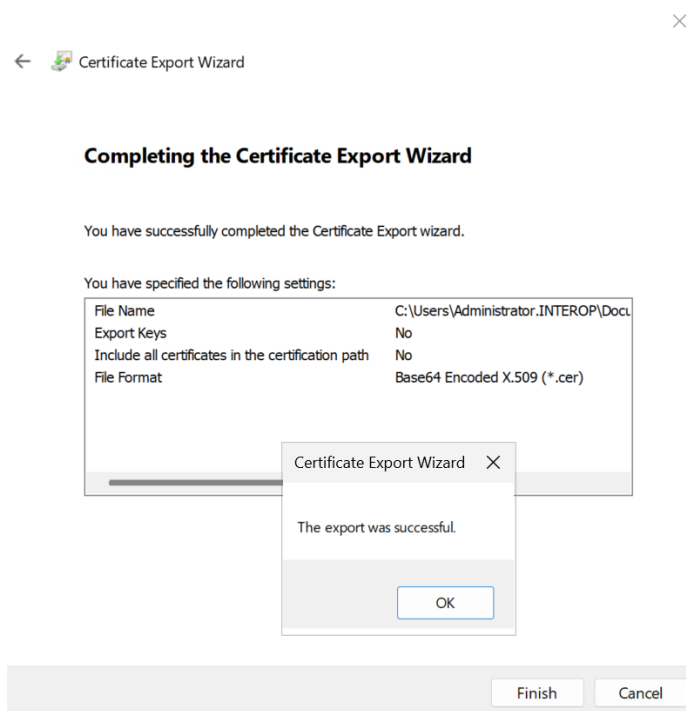 Certificate Export Wizard
Completing the Certificate Export Wizard
You have successfully completed the Certificate Export wizard.
You have specified the following settings:
File Name C:\Users\Administrator.INTEROP\Docu
Export Keys No
Include all certificates in the certification path No
File Format Base64 Encoded X.509 (*.cer)
Certificate Export Wizard
The export was successful.
OK
Finish Cancel